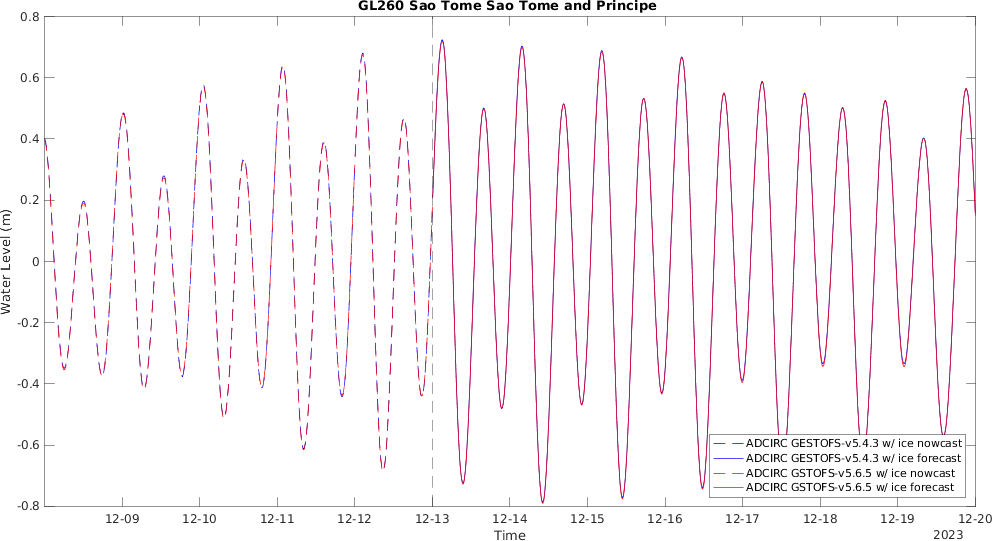 GL260 Sao Tome Sao Tome and Principe
0.8
0.6
0.4
0.2
0
-0.2
-0.4
-0.6
-0.8
Water Level (m)
ADCIRC GESTOFS-v5.4.3 w/ ice nowcast
ADCIRC GESTOFS-v5.4.3 w/ ice forecast
ADCIRC GSTOFS-v5.6.5 w/ ice nowcast
ADCIRC GSTOFS-v5.6.5 w/ ice forecast
12-09 12-10 12-11 12-12 12-13 12-14 12-15 12-16 12-17 12-18 12-19 12-20
Time
2023